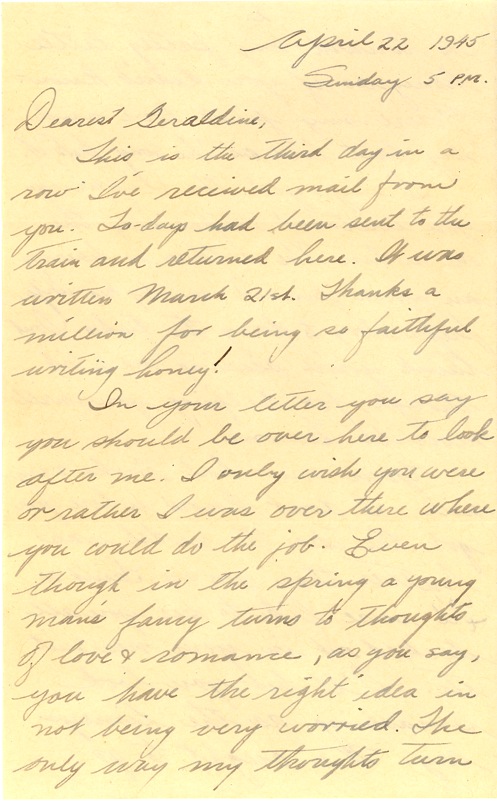 April 22 1945
Sunday 5 P.M.
Dearest Geraldine,
This is the third day in a
row I've received mail from
you. To-days had been sent to the
train and returned here. It was
written March 21st. Thanks a
million for being so faithful
writing honey!
In your letter you say
you should be over here to look
after me. I only wish you were
or rather I was over there where
you could do the job. Even
though in the spring a young
man's fancy turns to thoughts
of love & romance, as you say,
you have the right idea in
not being very worried. The
only way my thoughts turn